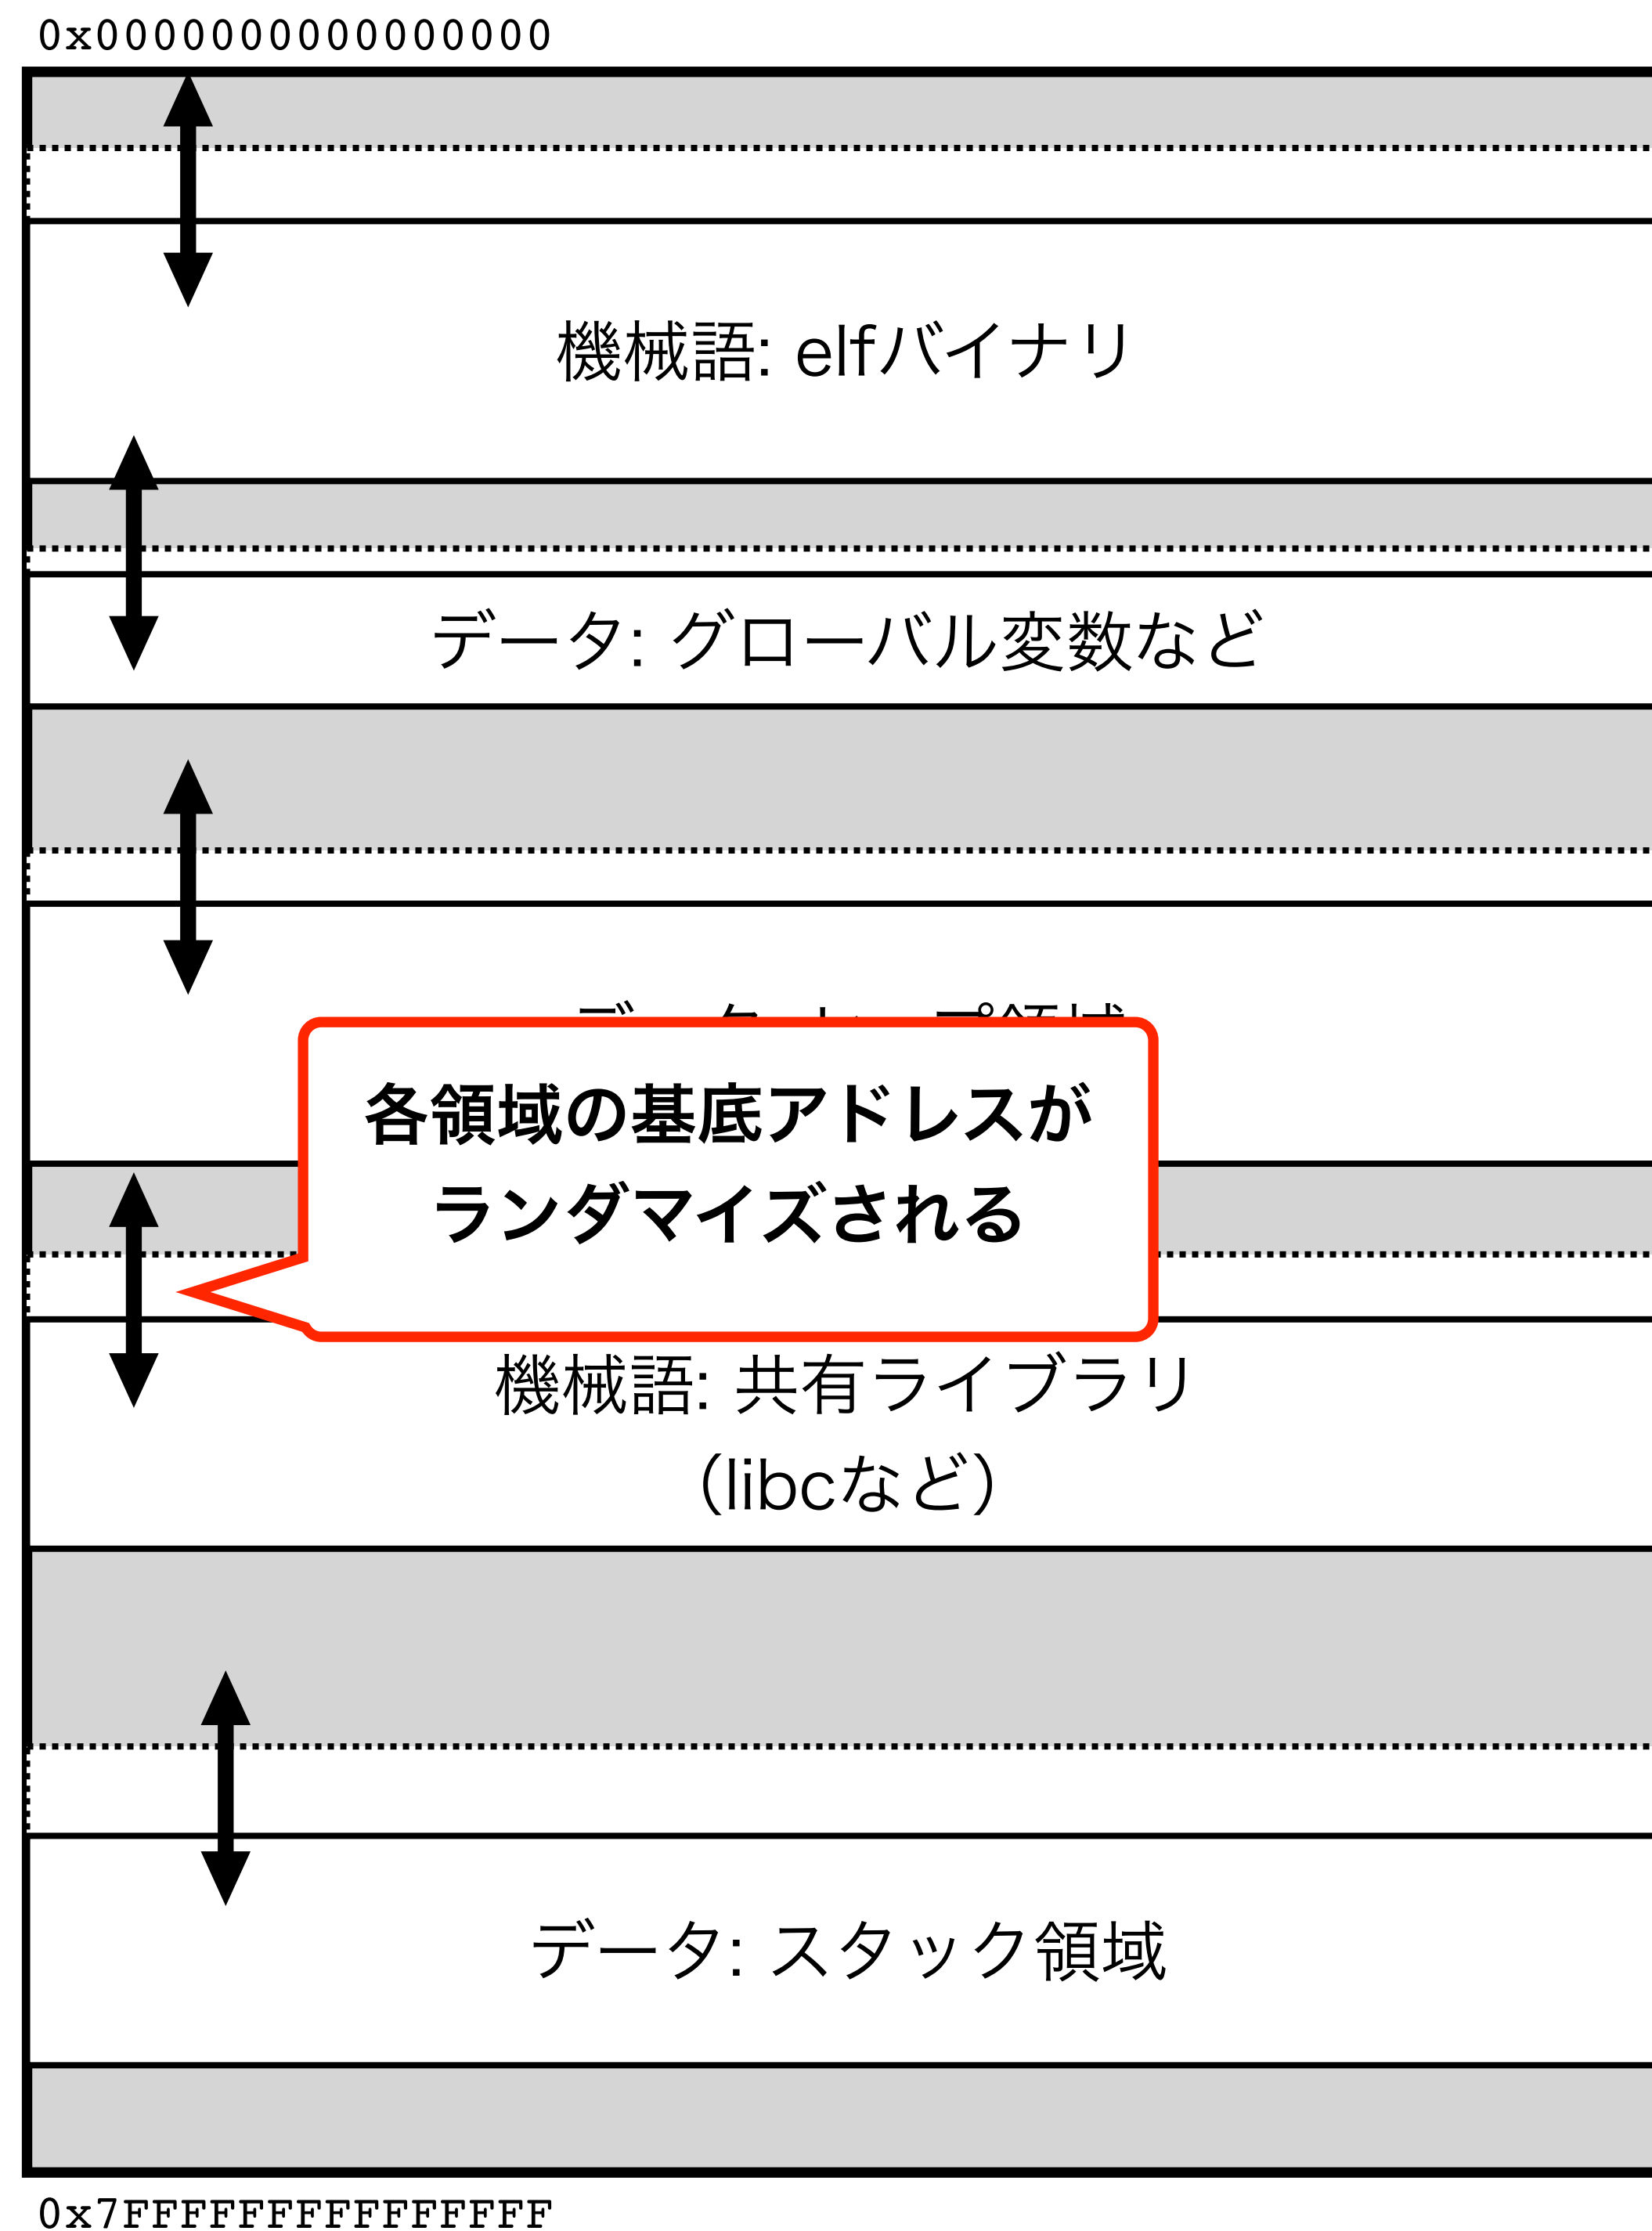 0x0000000000000000
機械語: elfバイナリ
データ: グローバル変数など
各領域の基底アドレスが
ランダマイズされる
機械語: 共有ライブラリ
（libcなど）
データ: スタック領域
0x7FFFFFFFFFFFFFFF